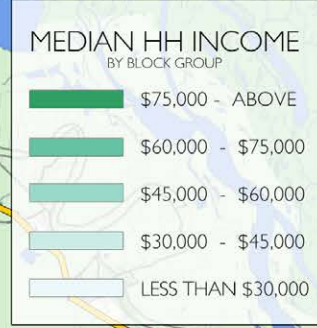 MEDIAN HH INCOME
BY BLOCK GROUP
$75,000 - ABOVE
$60,000 - $75,000
$45,000 - $60,000
$30,000 - $45,000
LESS THAN $30,000